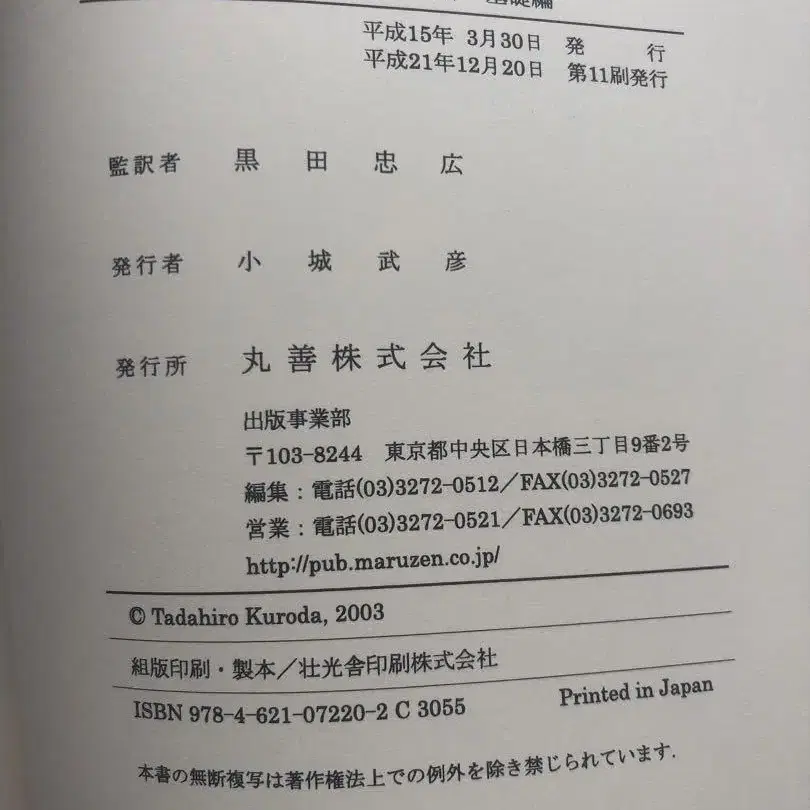 基礎編
平成15年 3月30日 発 行
平成21年12月20日 第11刷発行
監訳者 黒 田 忠 広
発行者 小 城 武 彦
発行所 丸善株式会社
出版事業部
〒103-8244 東京都中央区日本橋三丁目9番2号
編集：電話(03)3272-0512／FAX(03)3272-0527
営業：電話(03)3272-0521／FAX(03)3272-0693
http://pub.maruzen.co.jp/
© Tadahiro Kuroda, 2003
組版印刷・製本／壮光舎印刷株式会社
ISBN 978-4-621-07220-2 C 3055 Printed in Japan
本書の無断複写は著作権法上での例外を除き禁じられています.